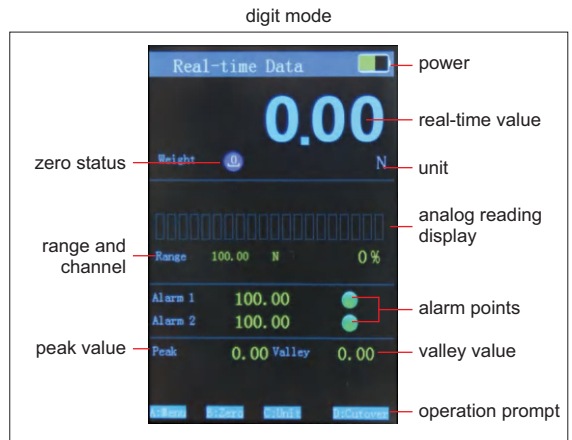 digit mode
Real-time Data
power
0.00
real-time value
zero status
Weight
0
N
unit
analog reading
display
range and
channel
Range 100.00 N 0%
Alarm 1 100.00
Alarm 2 100.00
alarm points
peak value
Peak 0.00 Valley 0.00
valley value
A:Menu B:Zero C:Unit D:Cutover
operation prompt